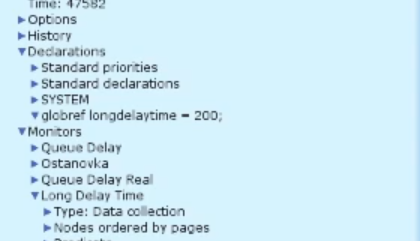 Time: 47582
Options
History
Declarations
Standard priorities
Standard declarations
SYSTEM
globref longdelaytime = 200;
Monitors
Queue Delay
Ostanovka
Queue Delay Real
Long Delay Time
Type: Data collection
Nodes ordered by pages